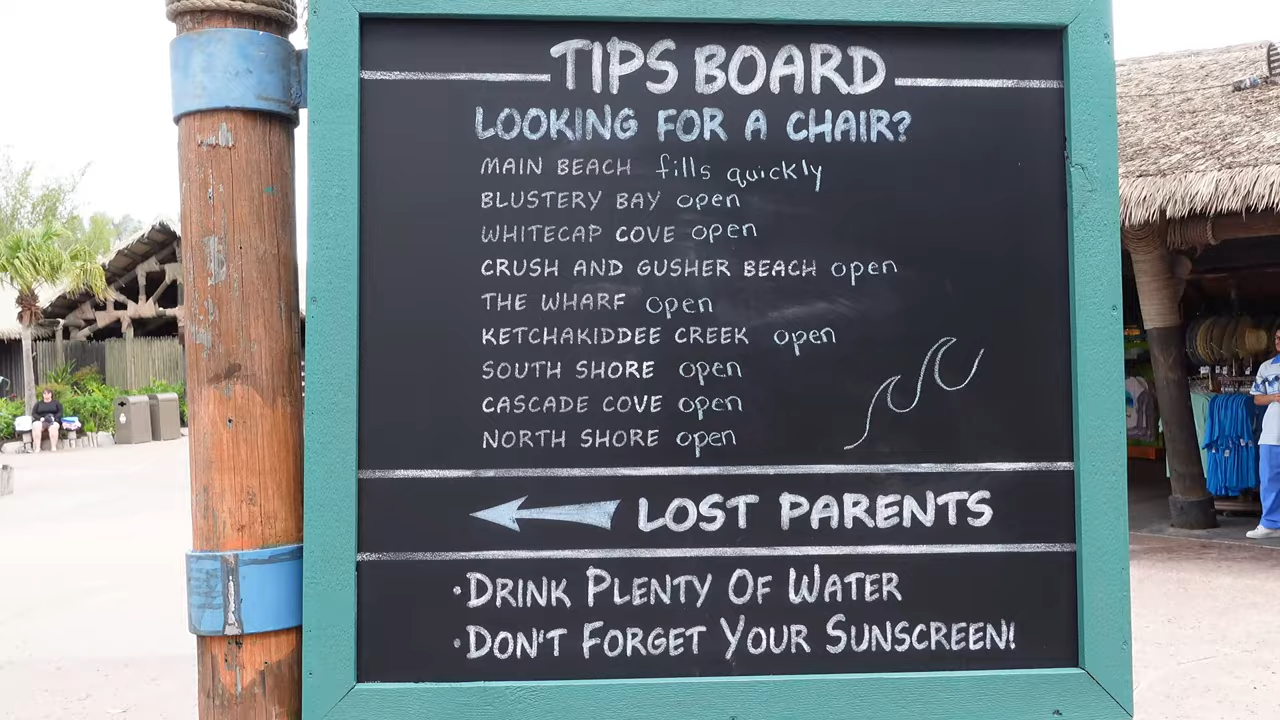 TIPS BOARD
LOOKING FOR A CHAIR?
MAIN BEACH fills quickly
BLUSTERY BAY open
WHITECAP COVE open
CRUSH AND GUSHER BEACH open
THE WHARF open
KETCHAKIDDEE CREEK open
SOUTH SHORE open
CASCADE COVE open
NORTH SHORE open
LOST PARENTS
·DRINK PLENTY OF WATER
·DON'T FORGET YOUR SUNSCREEN!